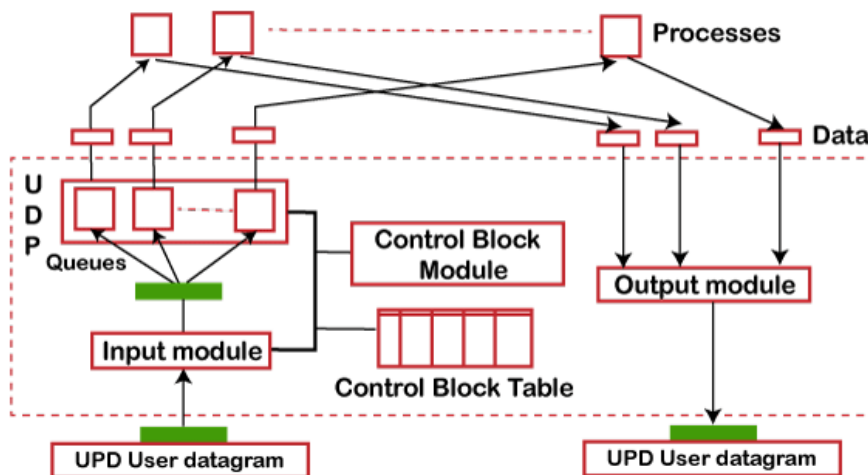 Processes
Data
U
D
P
Queues
Control Block
Module
Output module
Input module
Control Block Table
UPD User datagram
UPD User datagram